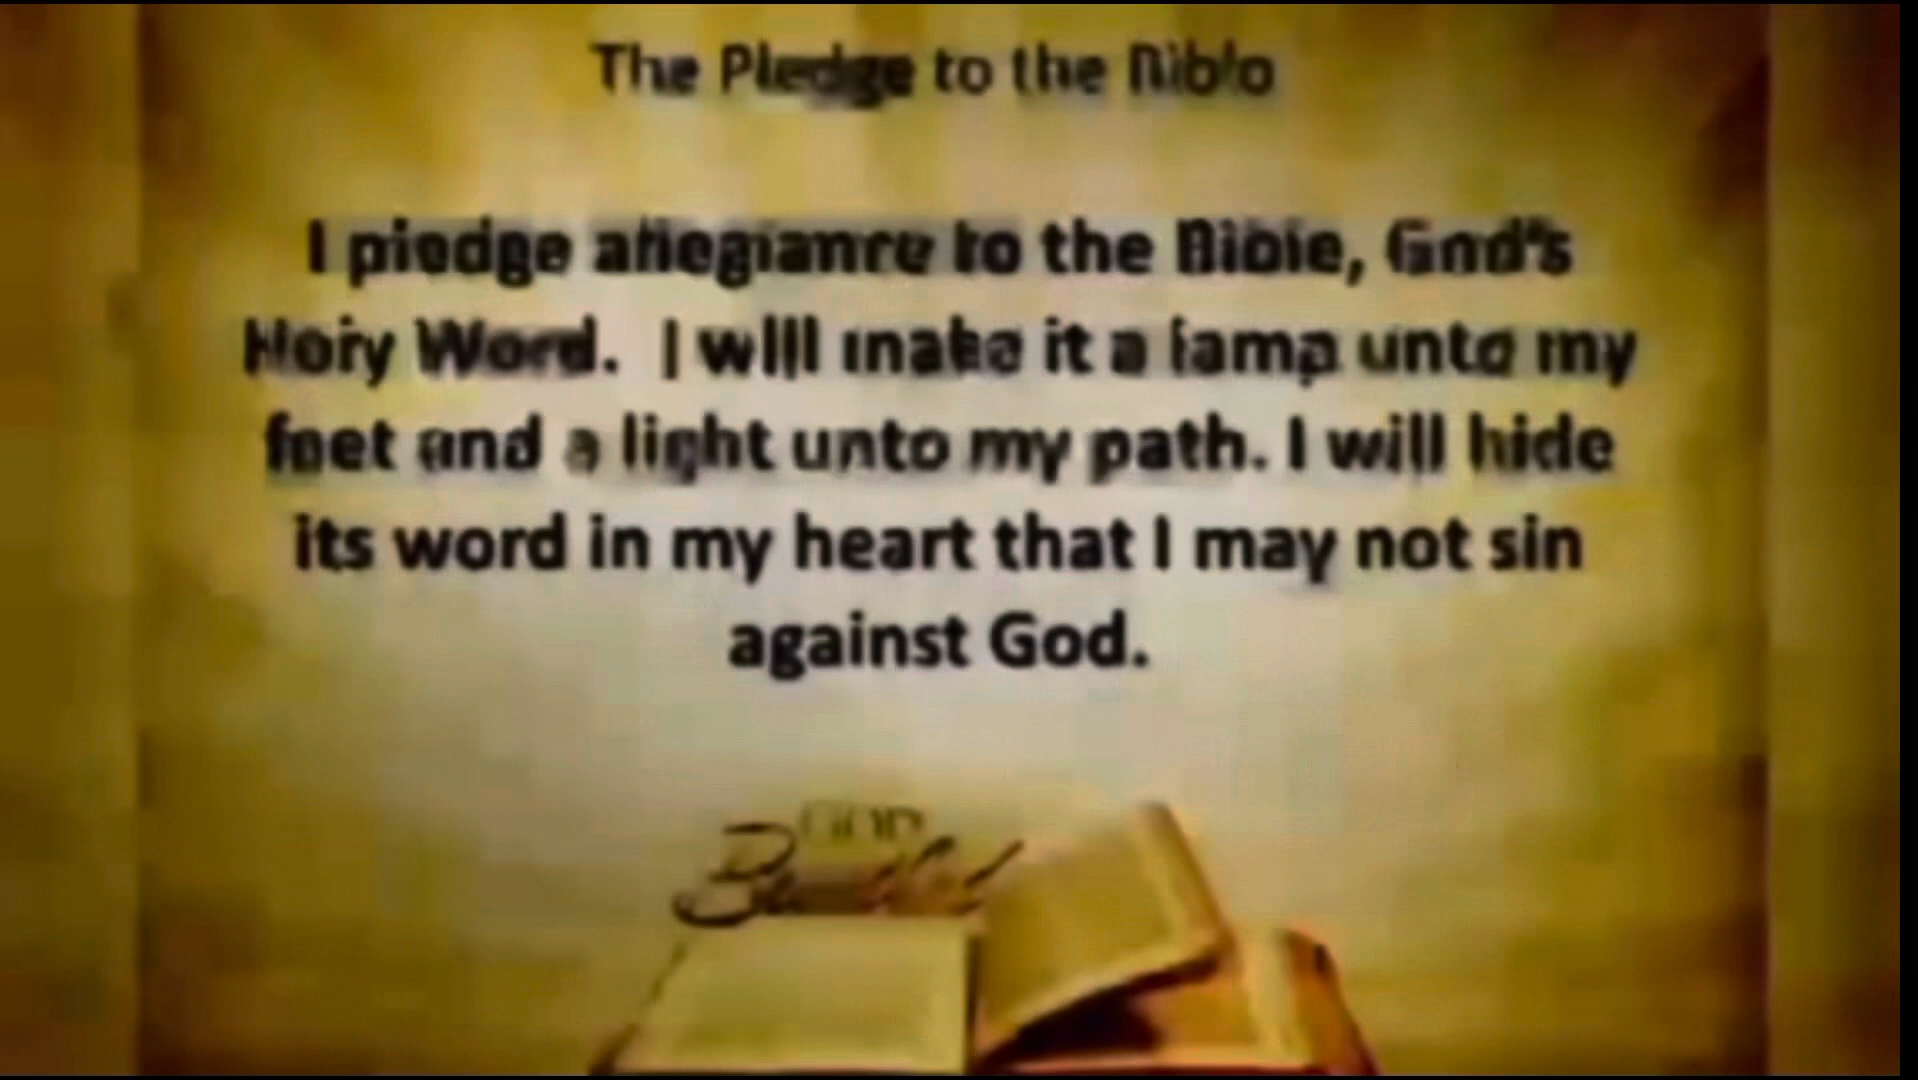 The Pledge to the Bible
I pledge allegiance to the Bible, God's
Holy Word. I will make it a lamp unto my
feet and a light unto my path. I will hide
its word in my heart that I may not sin
against God.
GOD